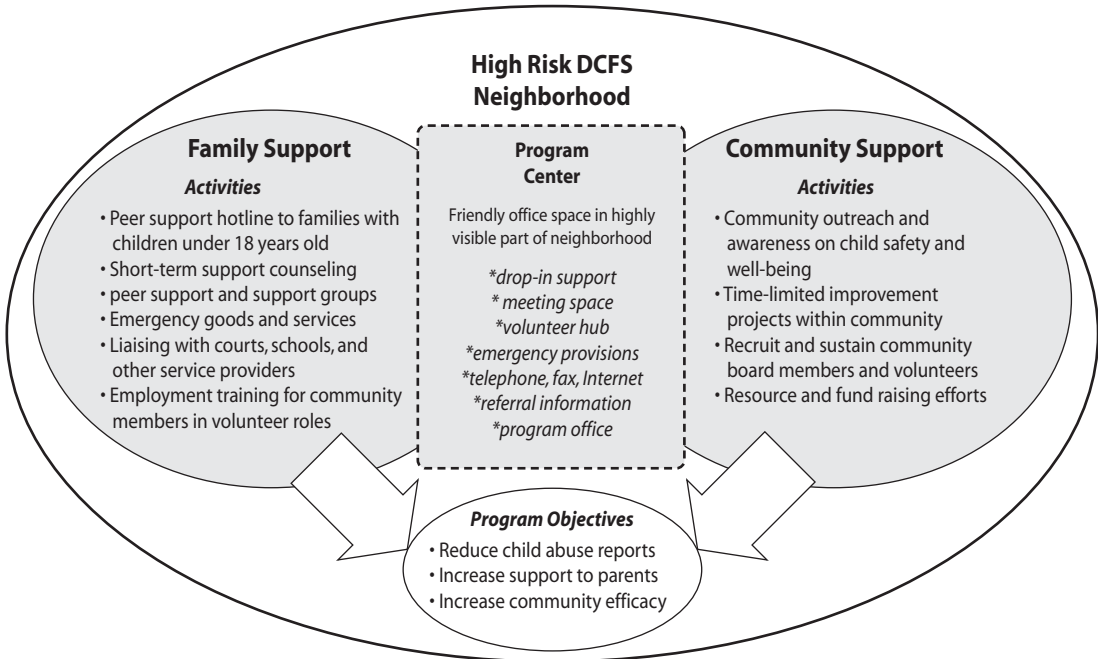 High Risk DCFS
Neighborhood
Family Support
Activities
• Peer support hotline to families with
children under 18 years old
• Short-term support counseling
• peer support and support groups
• Emergency goods and services
• Liaising with courts, schools, and
other service providers
• Employment training for community
members in volunteer roles
Program
Center
Friendly office space in highly
visible part of neighborhood
*drop-in support
* meeting space
*volunteer hub
*emergency provisions
*telephone, fax, Internet
*referral information
*program office
Community Support
Activities
• Community outreach and
awareness on child safety and
well-being
• Time-limited improvement
projects within community
• Recruit and sustain community
board members and volunteers
• Resource and fund raising efforts
Program Objectives
• Reduce child abuse reports
• Increase support to parents
• Increase community efficacy